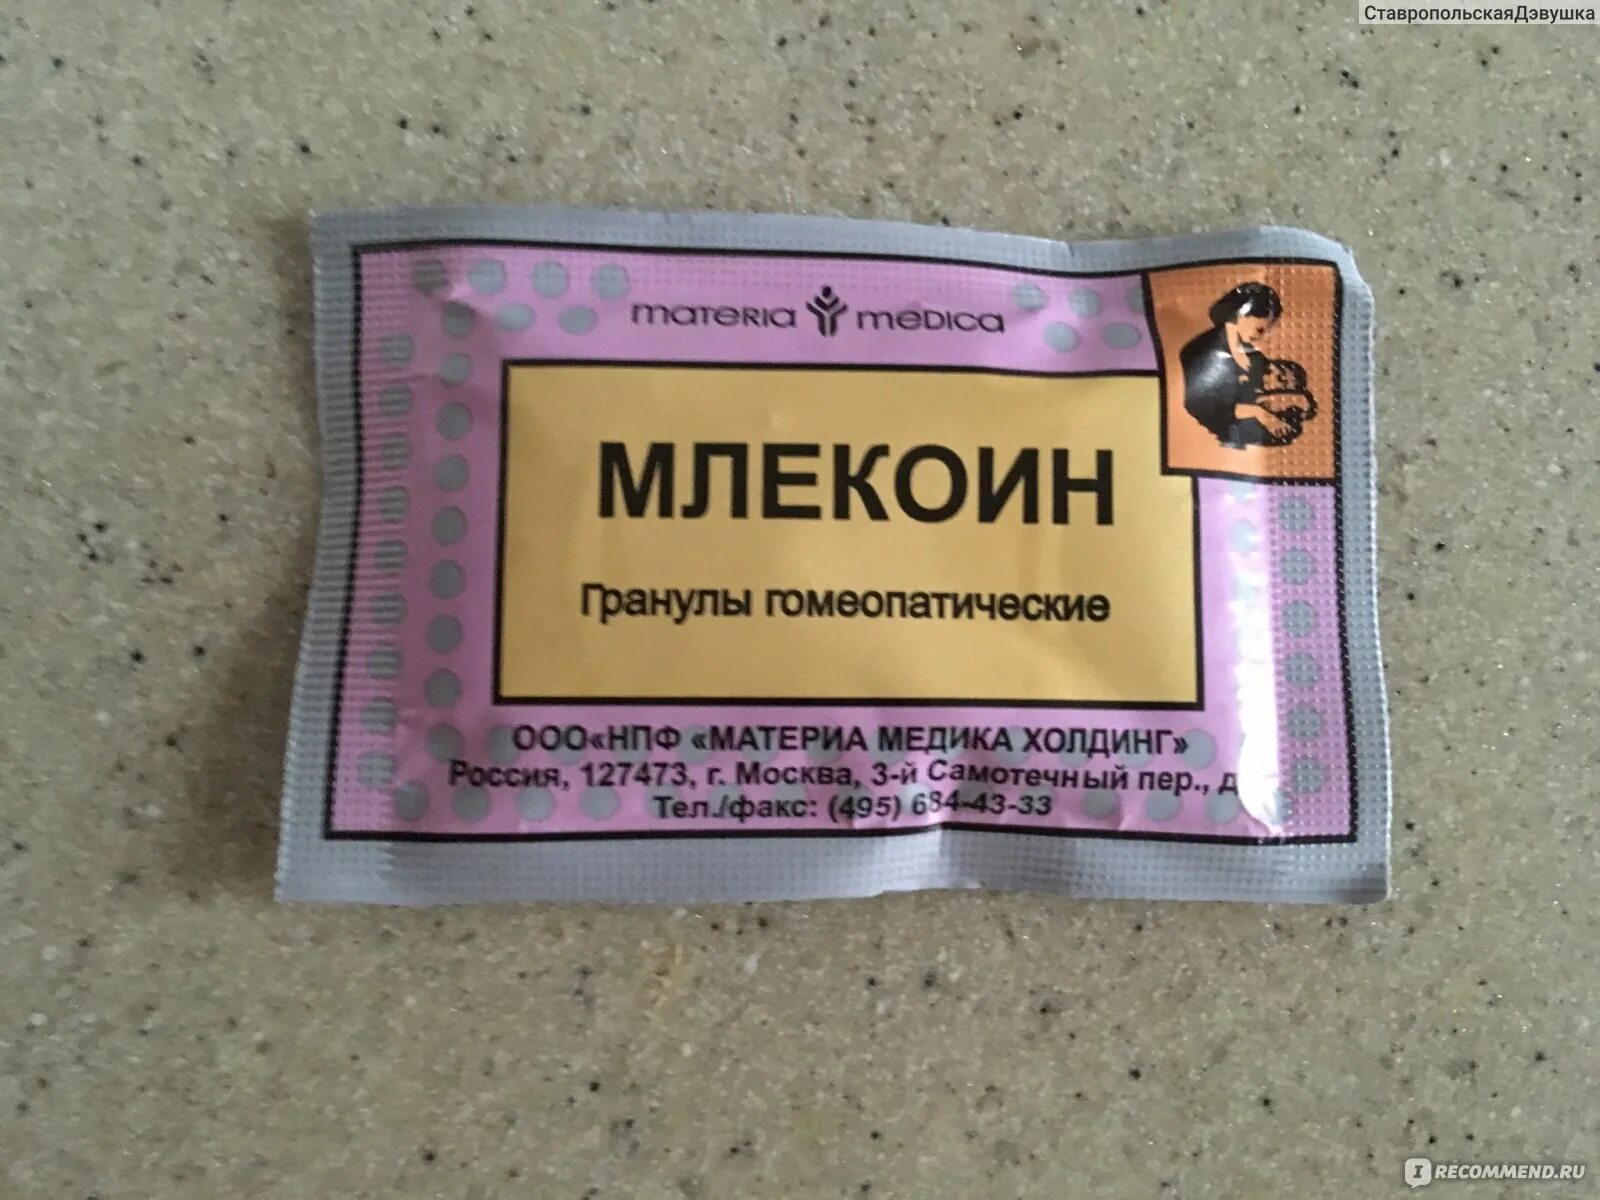 СтавропольскаяДэвушка
materia medica
МЛЕКОИН
Гранулы гомеопатические
ООО«НПФ «МАТЕРИА МЕДИКА ХОЛДИНГ»
Россия, 127473, г. Москва, 3-й Самотечный пер., д
Тел./факс: (495) 684-43-33
IRECOMMEND.RU